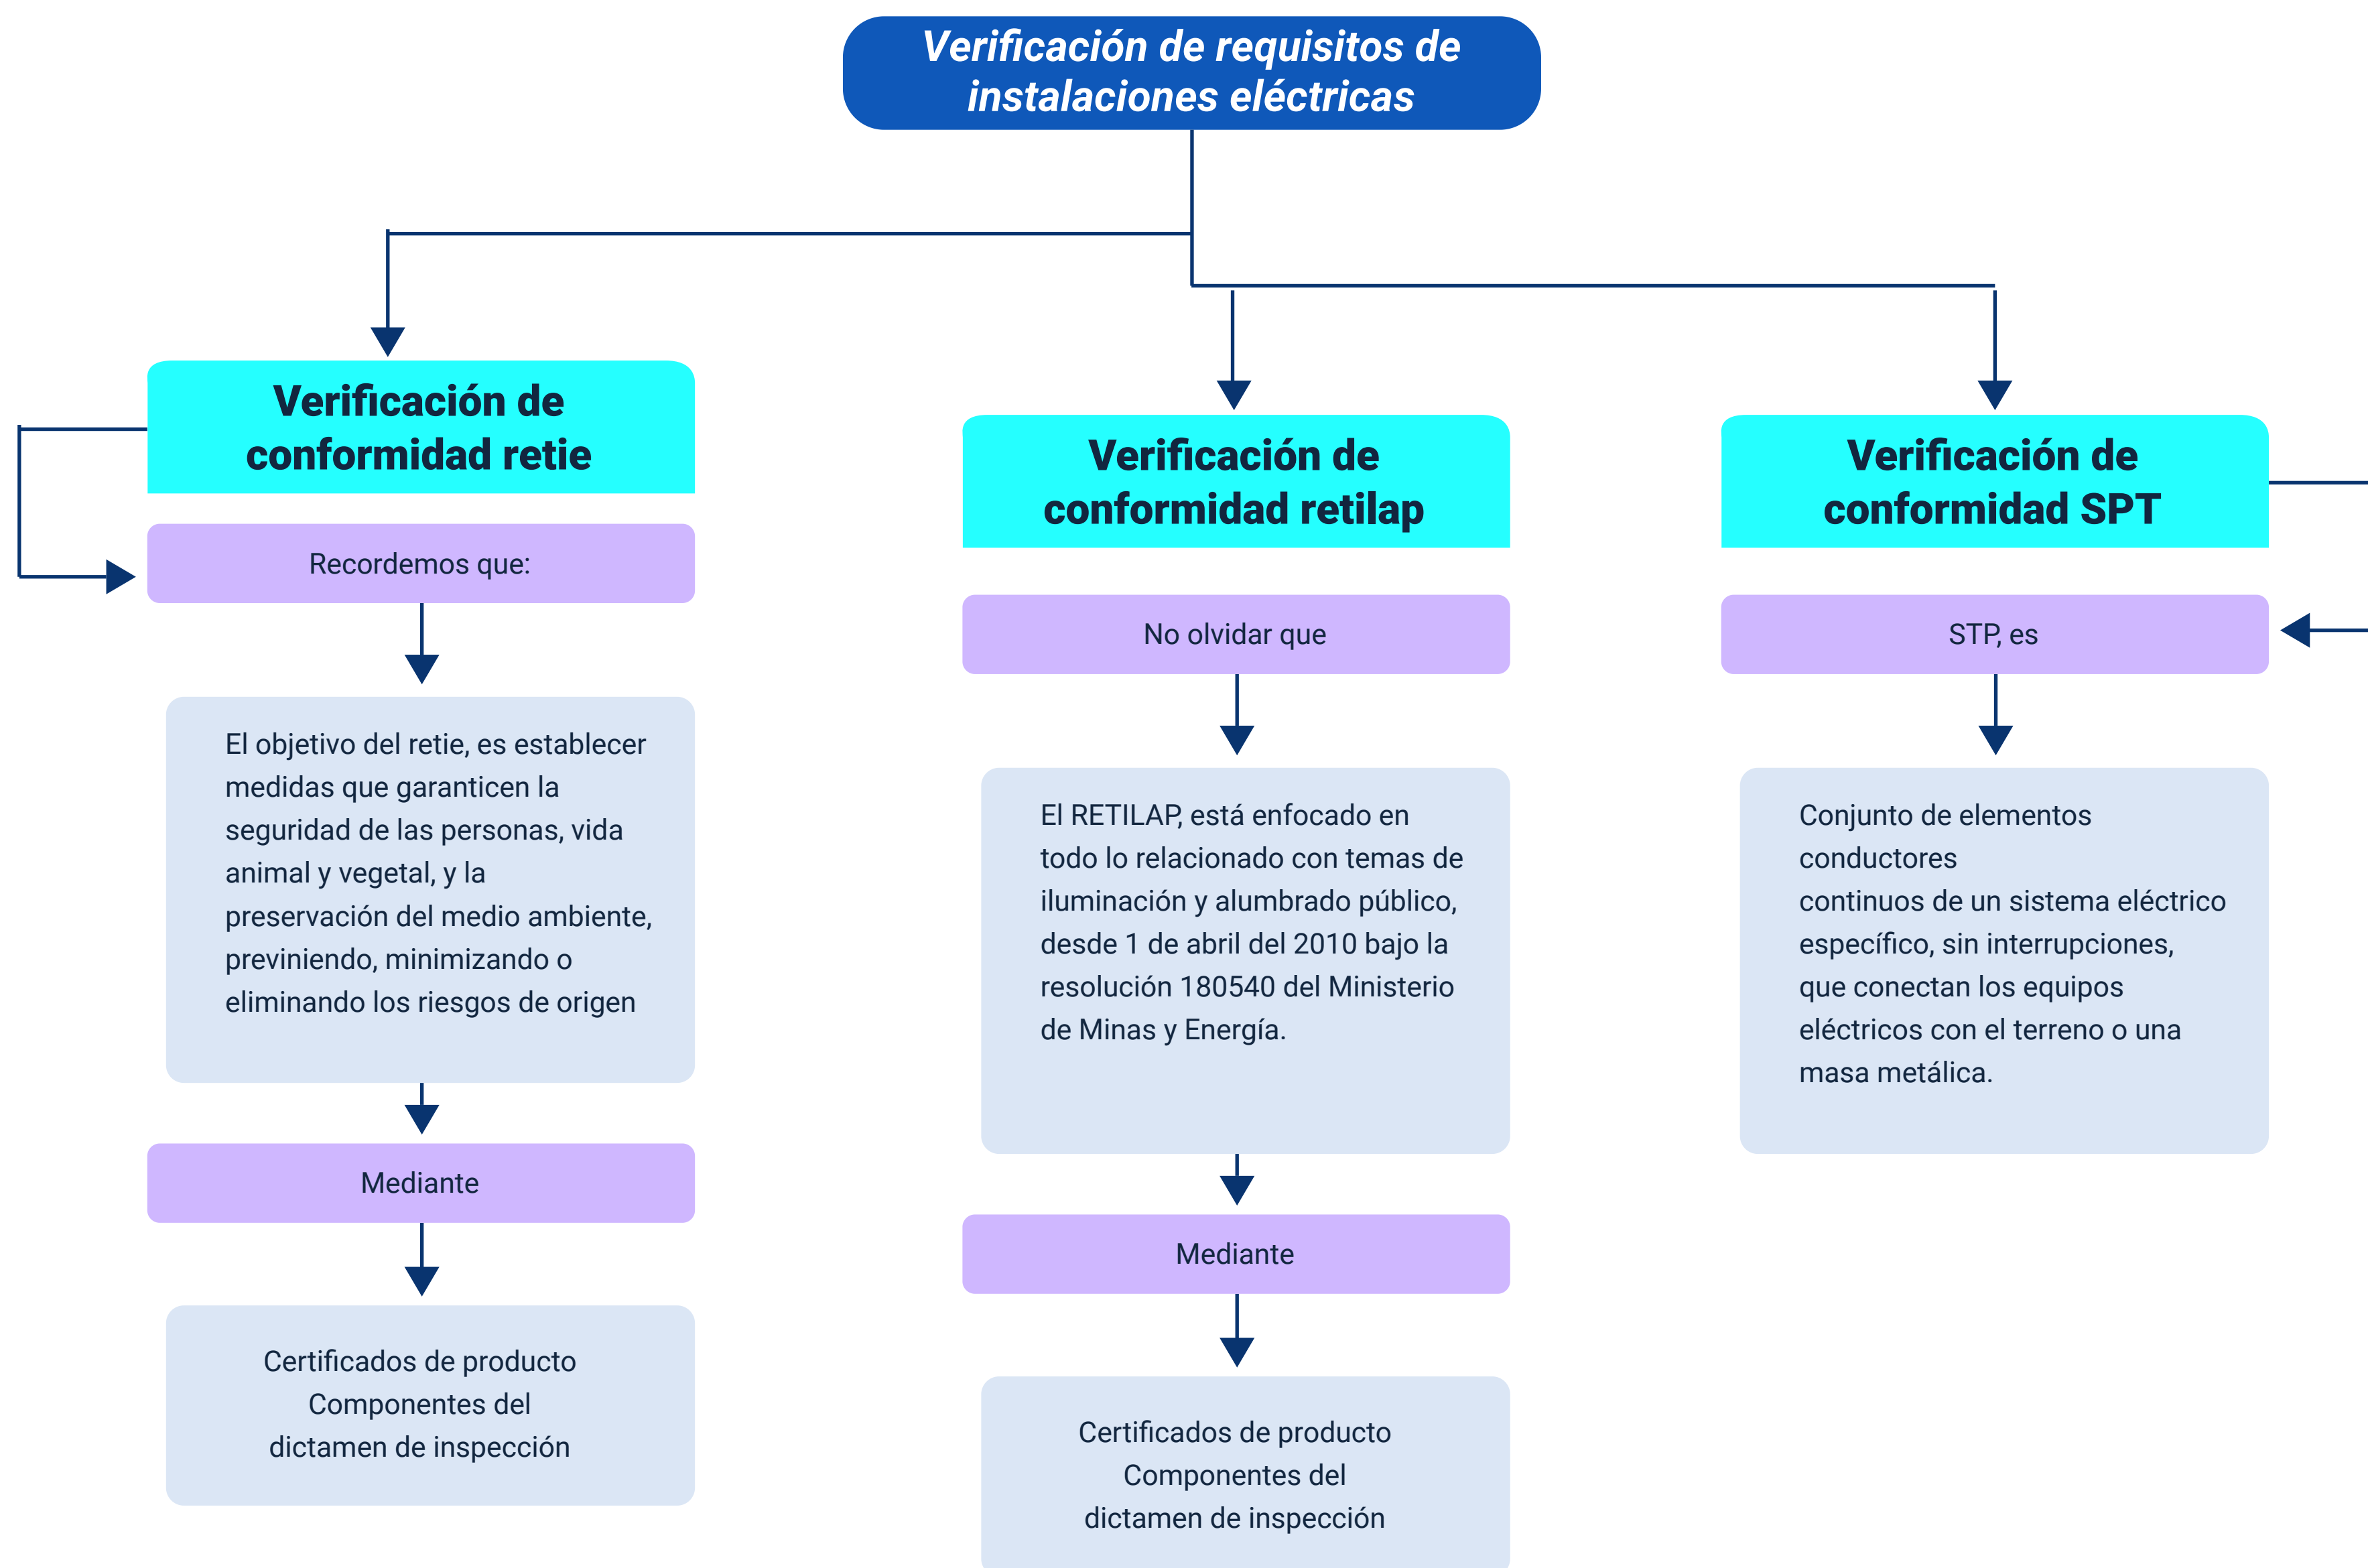 Verificación de requisitos de
instalaciones eléctricas
Verificación de
conformidad retie
Recordemos que:
El objetivo del retie, es establecer
medidas que garanticen la
seguridad de las personas, vida
animal y vegetal, y la
preservación del medio ambiente,
previniendo, minimizando o
eliminando los riesgos de origen
Mediante
Certificados de producto
Componentes del
dictamen de inspección
Verificación de
conformidad retilap
No olvidar que
El RETILAP, está enfocado en
todo lo relacionado con temas de
iluminación y alumbrado público,
desde 1 de abril del 2010 bajo la
resolución 180540 del Ministerio
de Minas y Energía.
Mediante
Certificados de producto
Componentes del
dictamen de inspección
Verificación de
conformidad SPT
STP, es
Conjunto de elementos
conductores
continuos de un sistema eléctrico
específico, sin interrupciones,
que conectan los equipos
eléctricos con el terreno o una
masa metálica.